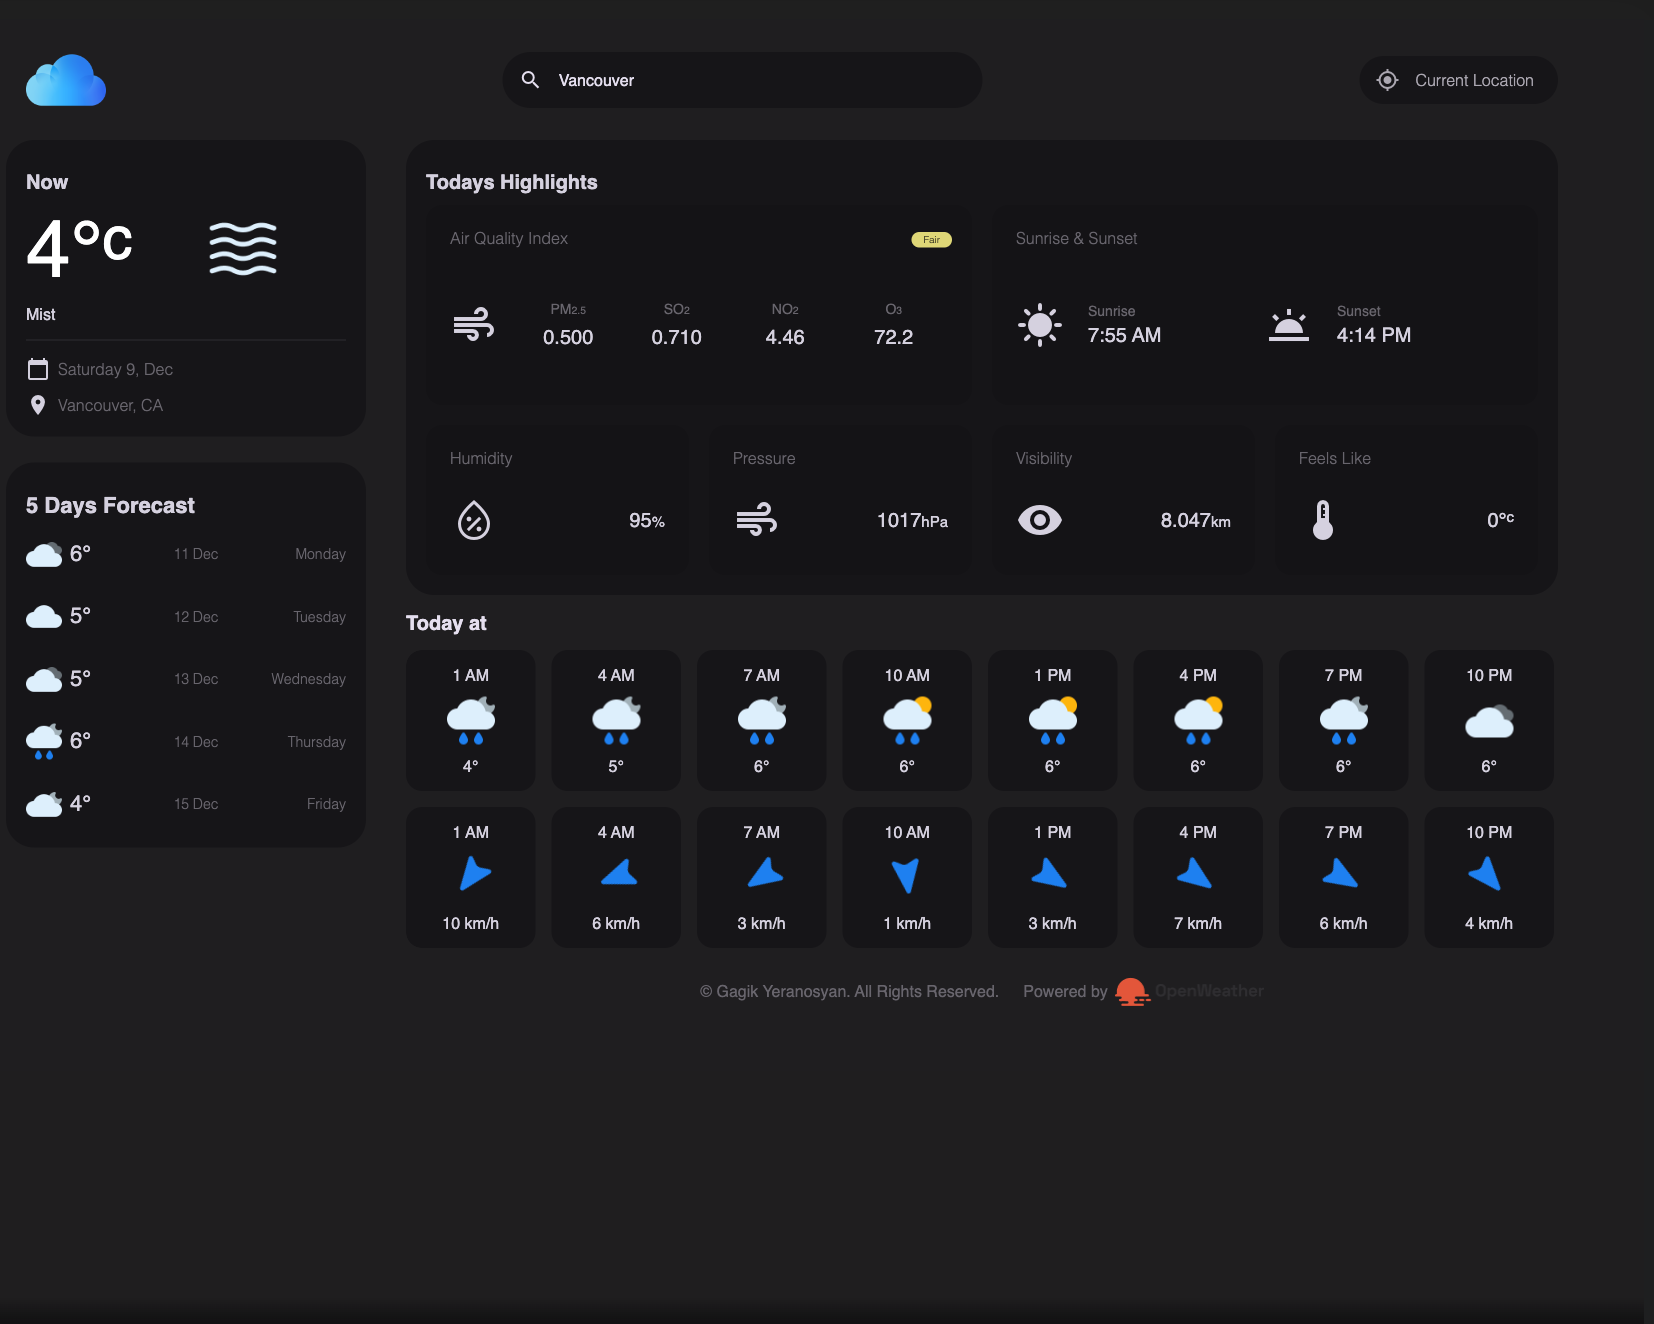 Vancouver
Current Location
Now
4°C
Mist
Saturday 9, Dec
Vancouver, CA
5 Days Forecast
6° 11 Dec Monday
5° 12 Dec Tuesday
5° 13 Dec Wednesday
6° 14 Dec Thursday
4° 15 Dec Friday
Todays Highlights
Air Quality Index Fair
PM2.5 SO2 NO2 O3
0.500 0.710 4.46 72.2
Sunrise & Sunset
Sunrise Sunset
7:55 AM 4:14 PM
Humidity
95%
Pressure
1017hPa
Visibility
8.047km
Feels Like
0°c
Today at
1 AM 4 AM 7 AM 10 AM 1 PM 4 PM 7 PM 10 PM
4° 5° 6° 6° 6° 6° 6° 6°
1 AM 4 AM 7 AM 10 AM 1 PM 4 PM 7 PM 10 PM
10 km/h 6 km/h 3 km/h 1 km/h 3 km/h 7 km/h 6 km/h 4 km/h
© Gagik Yeranosyan. All Rights Reserved. Powered by OpenWeather